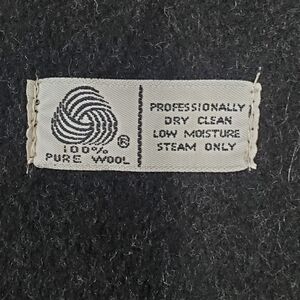 100%
PURE WOOL ®
PROFESSIONALLY
DRY CLEAN
LOW MOISTURE
STEAM ONLY